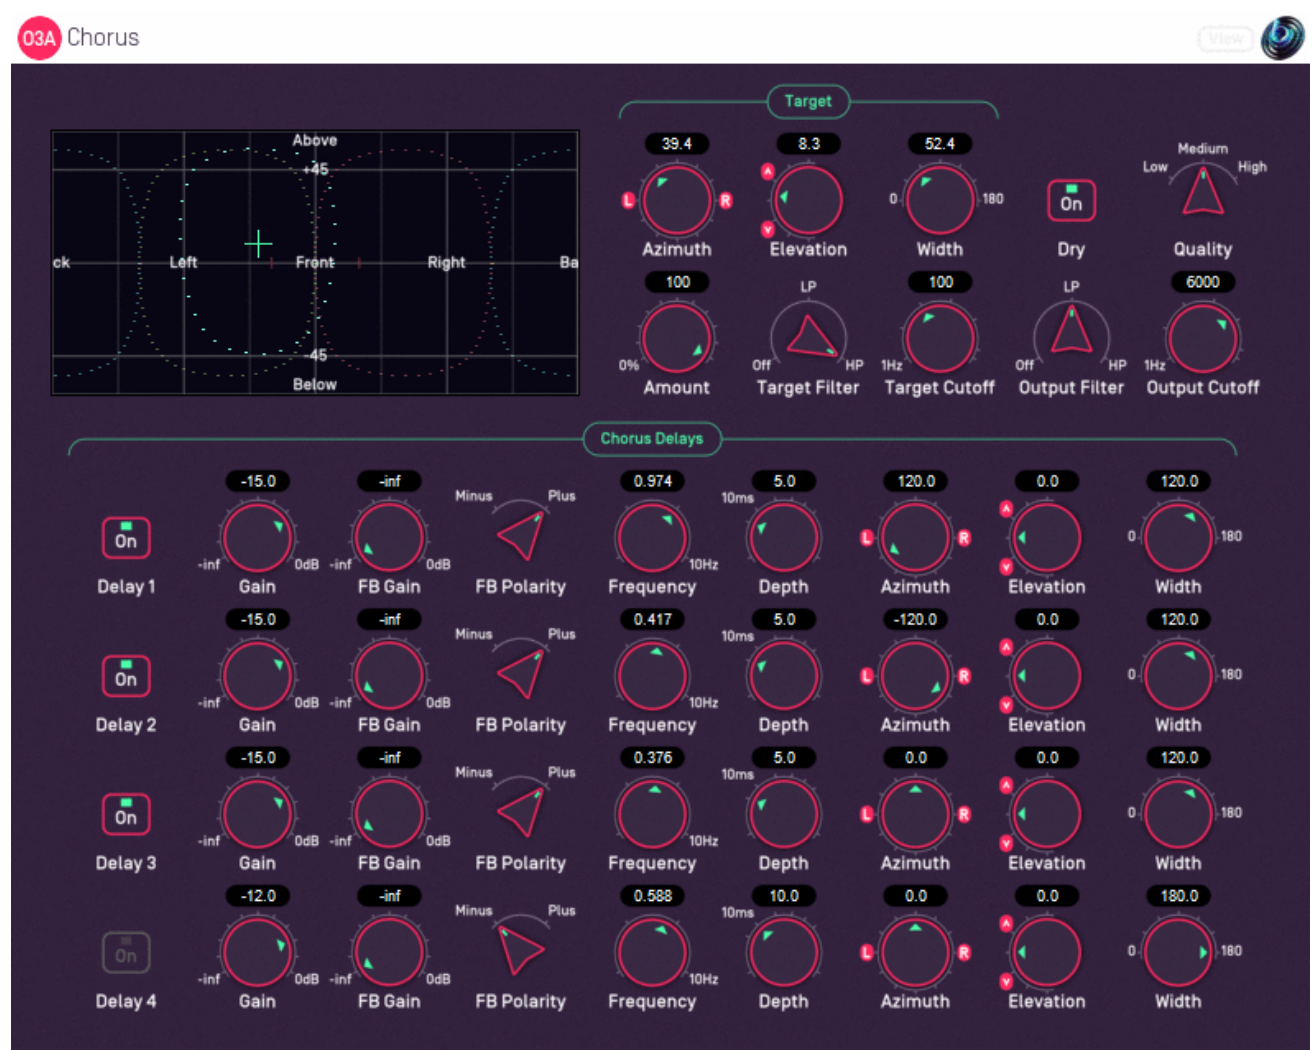 O3A Chorus View
Target
39.4 8.3 52.4
Medium
Low High
L R 0 180 On
Azimuth Elevation Width Dry Quality
Above
+45
ck Left Front Right Ba
-45
Below
100 LP 100 LP 6000
0% Off HP 1Hz Off HP 1Hz
Amount Target Filter Target Cutoff Output Filter Output Cutoff
Chorus Delays
-15.0 -inf Minus Plus 0.974 10ms 5.0 120.0 0.0 120.0
On L R 0 180
-inf 0dB -inf 0dB 10Hz
Delay 1 Gain FB Gain FB Polarity Frequency Depth Azimuth Elevation Width
-15.0 -inf Minus Plus 0.417 10ms 5.0 -120.0 0.0 120.0
On L R 0 180
-inf 0dB -inf 0dB 10Hz
Delay 2 Gain FB Gain FB Polarity Frequency Depth Azimuth Elevation Width
-15.0 -inf Minus Plus 0.376 10ms 5.0 0.0 0.0 120.0
On L R 0 180
-inf 0dB -inf 0dB 10Hz
Delay 3 Gain FB Gain FB Polarity Frequency Depth Azimuth Elevation Width
-12.0 -inf Minus Plus 0.588 10ms 10.0 0.0 0.0 180.0
On L R 0 180
-inf 0dB -inf 0dB 10Hz
Delay 4 Gain FB Gain FB Polarity Frequency Depth Azimuth Elevation Width